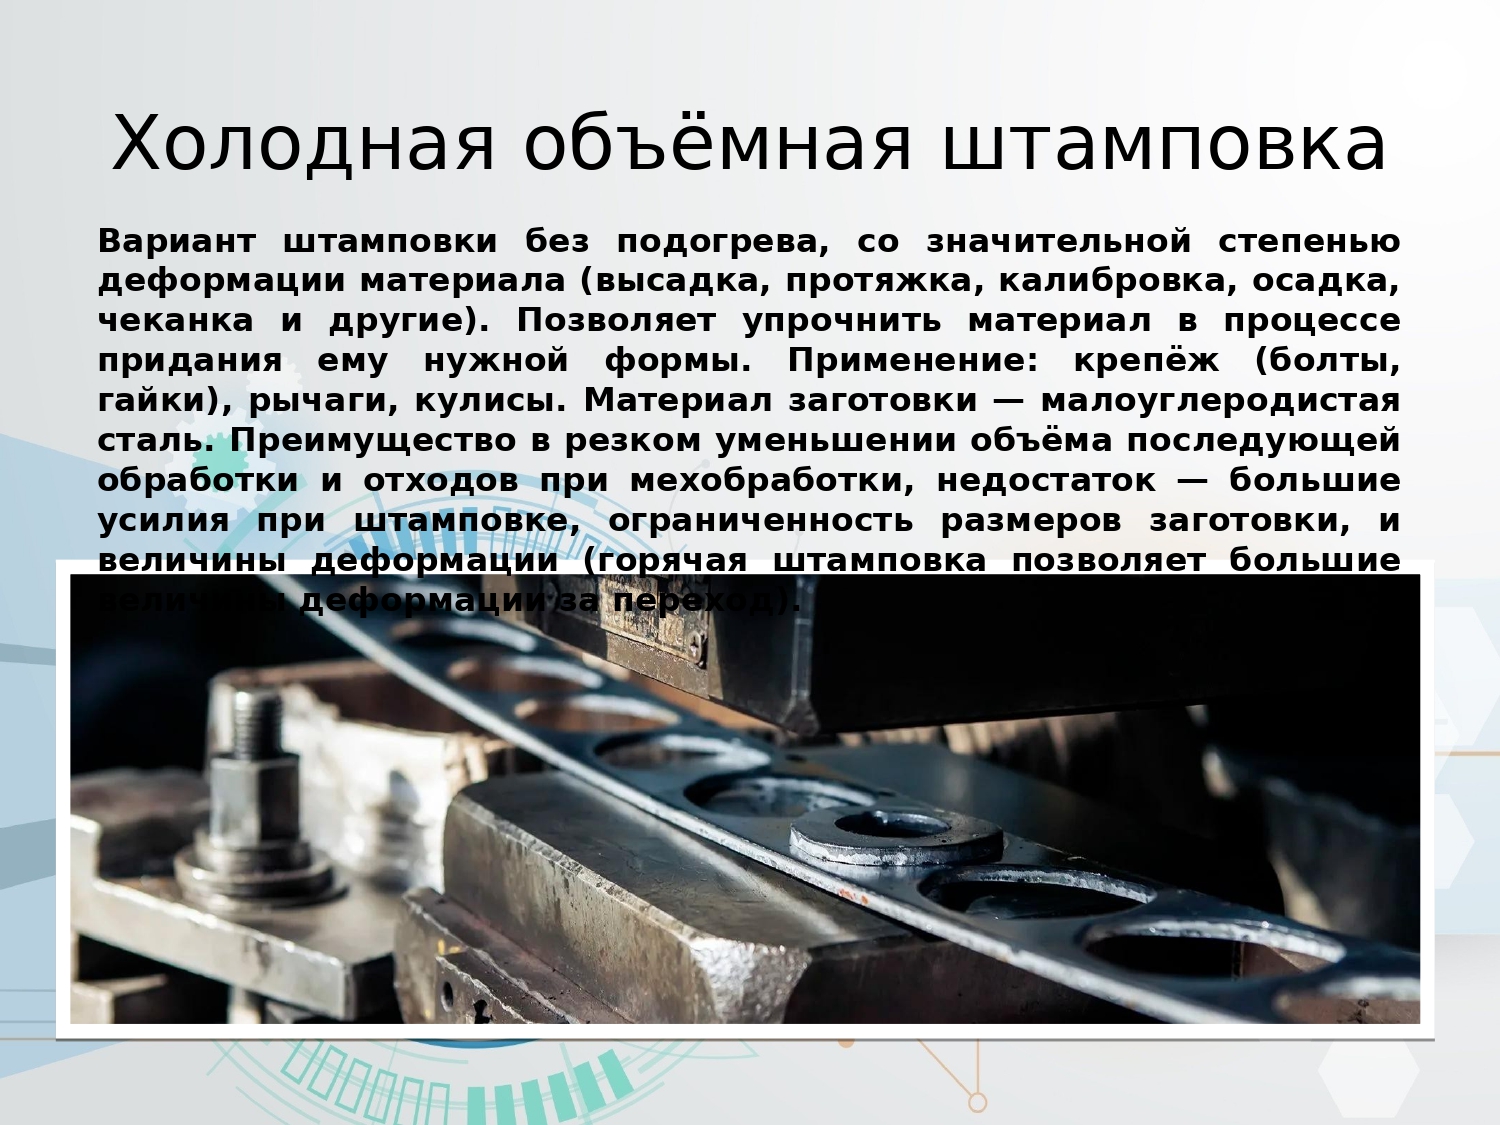 Холодная объёмная штамповка
Вариант штамповки без подогрева, со значительной степенью
деформации материала (высадка, протяжка, калибровка, осадка,
чеканка и другие). Позволяет упрочнить материал в процессе
придания ему нужной формы. Применение: крепёж (болты,
гайки), рычаги, кулисы. Материал заготовки — малоуглеродистая
сталь. Преимущество в резком уменьшении объёма последующей
обработки и отходов при мехобработки, недостаток — большие
усилия при штамповке, ограниченность размеров заготовки, и
величины деформации (горячая штамповка позволяет большие
величины деформации за переход).